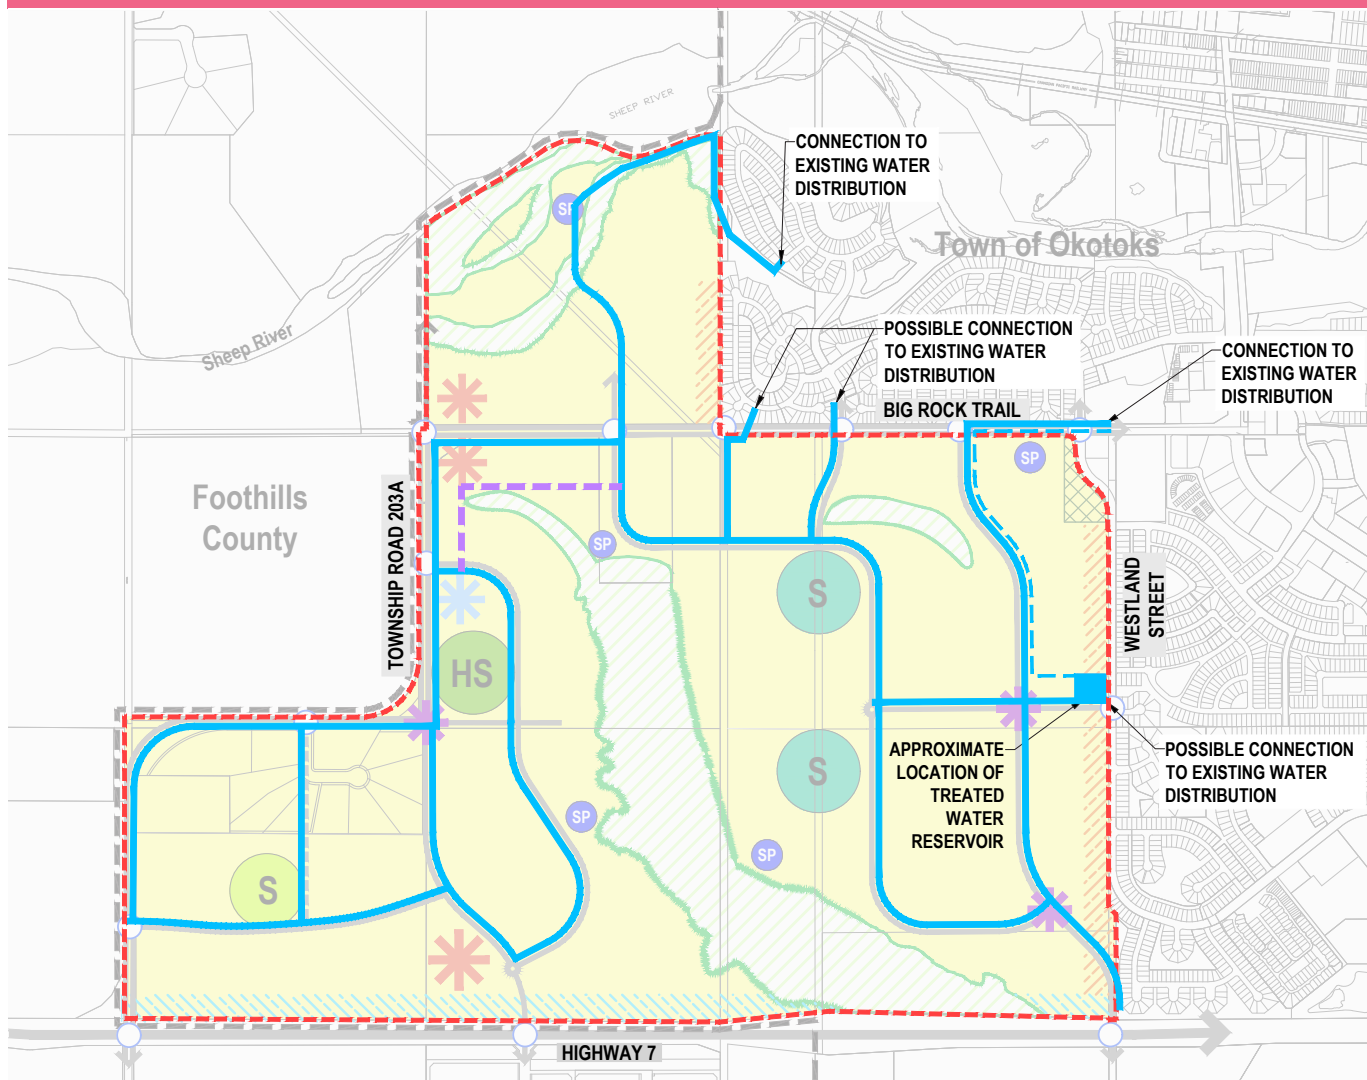 SHEEP RIVER
CONNECTION TO
EXISTING WATER
DISTRIBUTION
SP
Town of Okotoks
Sheep River
POSSIBLE CONNECTION
TO EXISTING WATER
DISTRIBUTION
CONNECTION TO
EXISTING WATER
DISTRIBUTION
BIG ROCK TRAIL
SP
Foothills
County
TOWNSHIP ROAD 203A
SP
S
WESTLAND
STREET
HS
APPROXIMATE
LOCATION OF
TREATED
WATER
RESERVOIR
POSSIBLE CONNECTION
TO EXISTING WATER
DISTRIBUTION
S
SP
SP
S
HIGHWAY 7